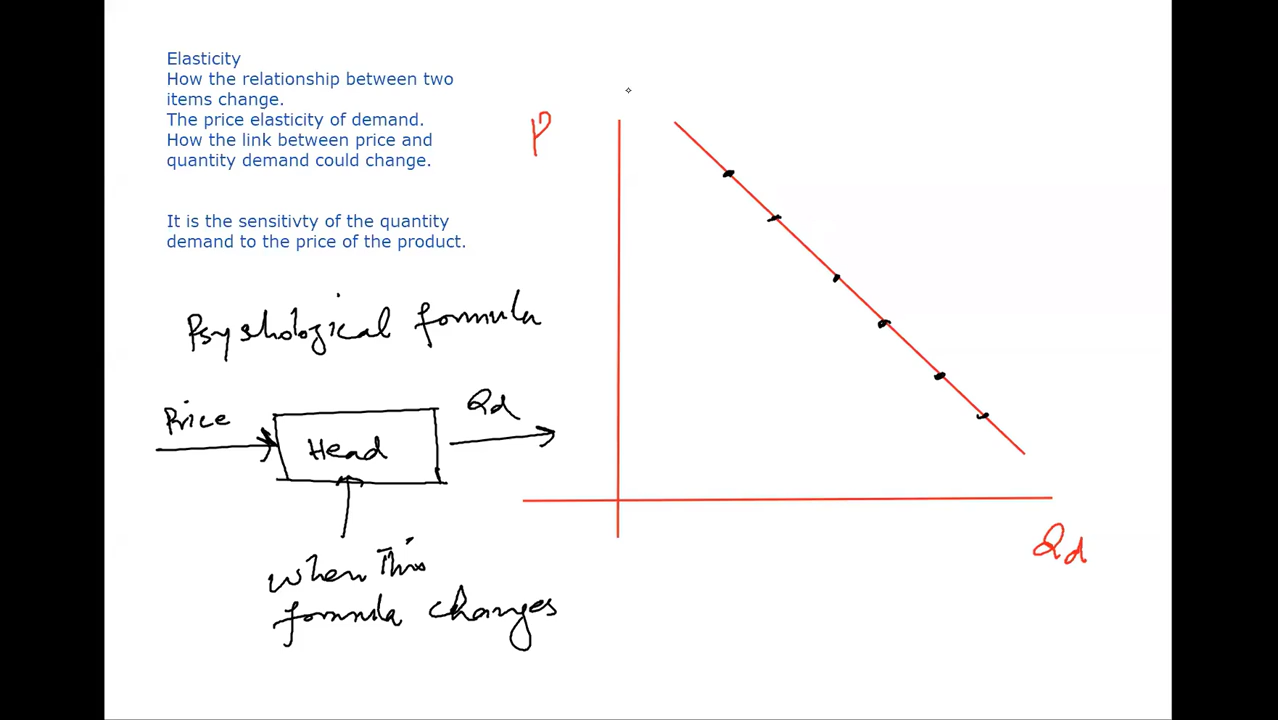 Elasticity
How the relationship between two
items change.
The price elasticity of demand.
How the link between price and
quantity demand could change.
It is the sensitivty of the quantity
demand to the price of the product.
Psychological formula
Price
Head
Qd
when This
formula changes
P
Qd